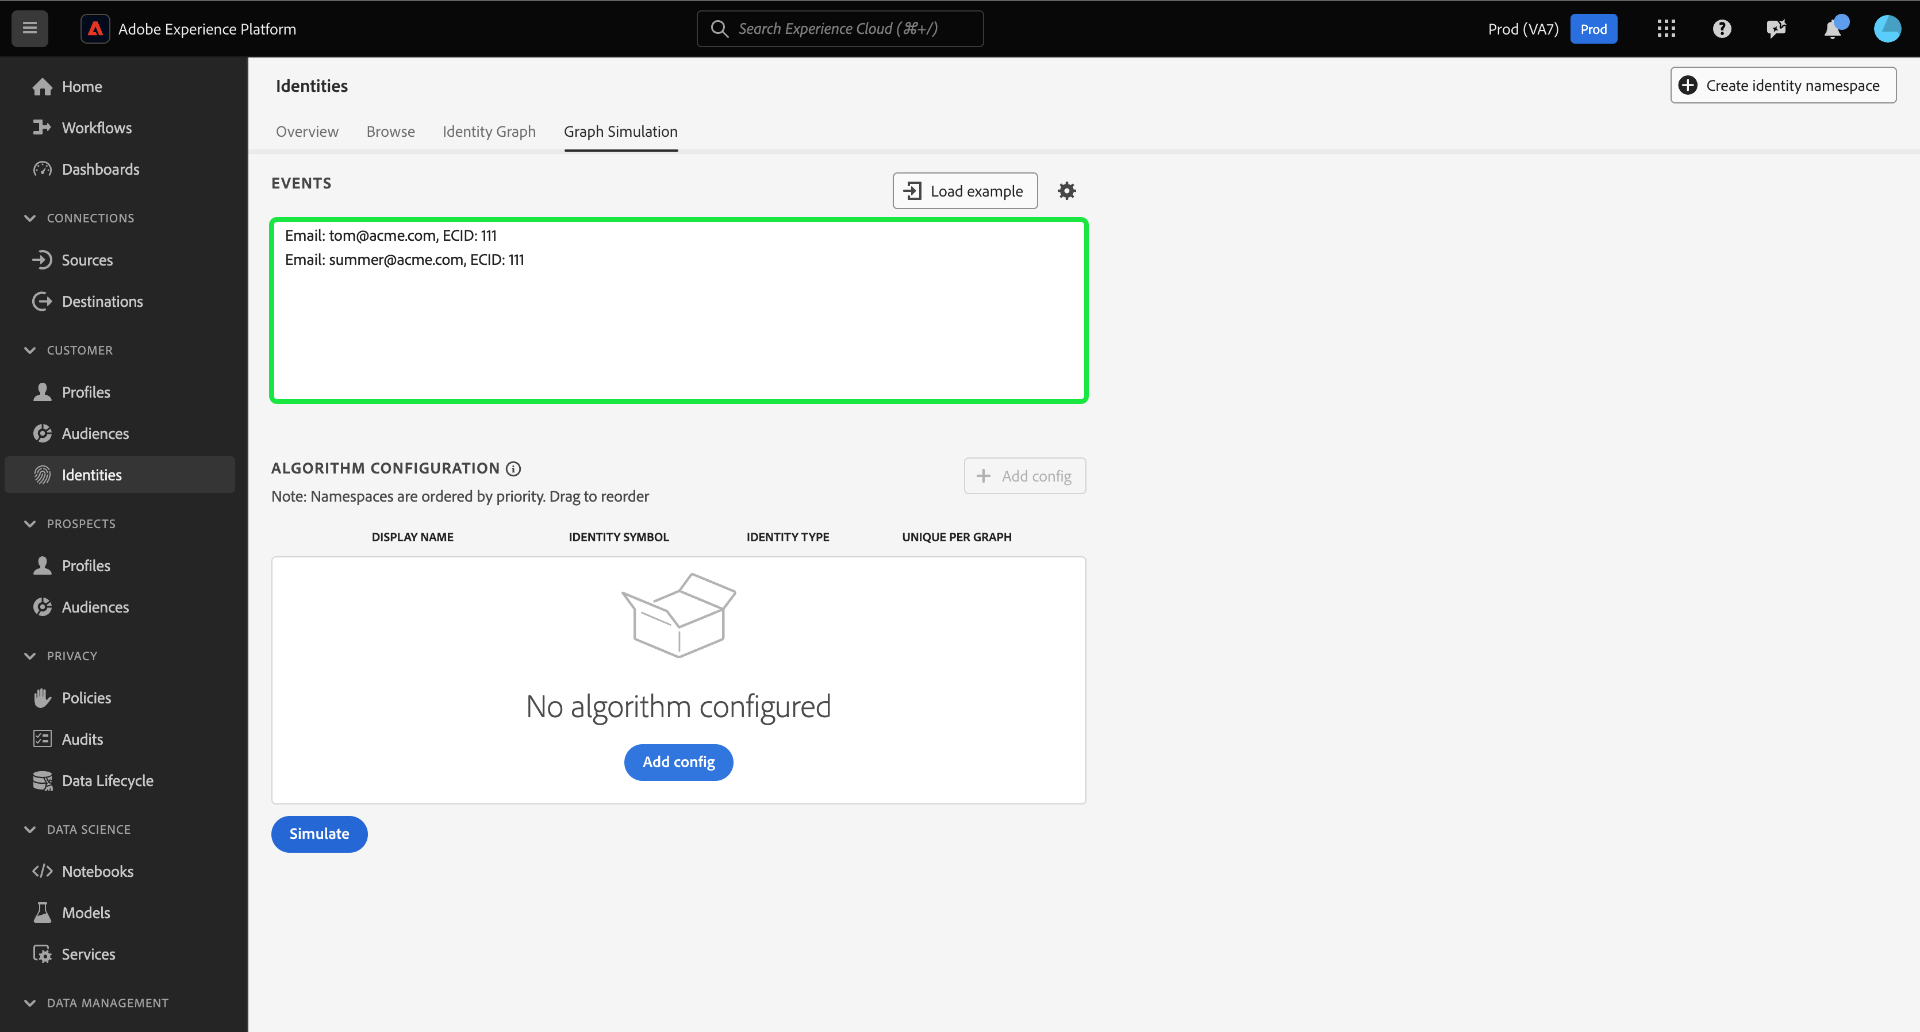 Adobe Experience Platform
Search Experience Cloud (⌘+/)
Prod (VA7)
Prod
Home
Workflows
Dashboards
CONNECTIONS
Sources
Destinations
CUSTOMER
Profiles
Audiences
Identities
PROSPECTS
Profiles
Audiences
PRIVACY
Policies
Audits
Data Lifecycle
DATA SCIENCE
Notebooks
Models
Services
DATA MANAGEMENT
Identities
Create identity namespace
Overview Browse Identity Graph Graph Simulation
EVENTS
Load example
Email: tom@acme.com, ECID: 111
Email: summer@acme.com, ECID: 111
ALGORITHM CONFIGURATION
Add config
Note: Namespaces are ordered by priority. Drag to reorder
DISPLAY NAME IDENTITY SYMBOL IDENTITY TYPE UNIQUE PER GRAPH
No algorithm configured
Add config
Simulate